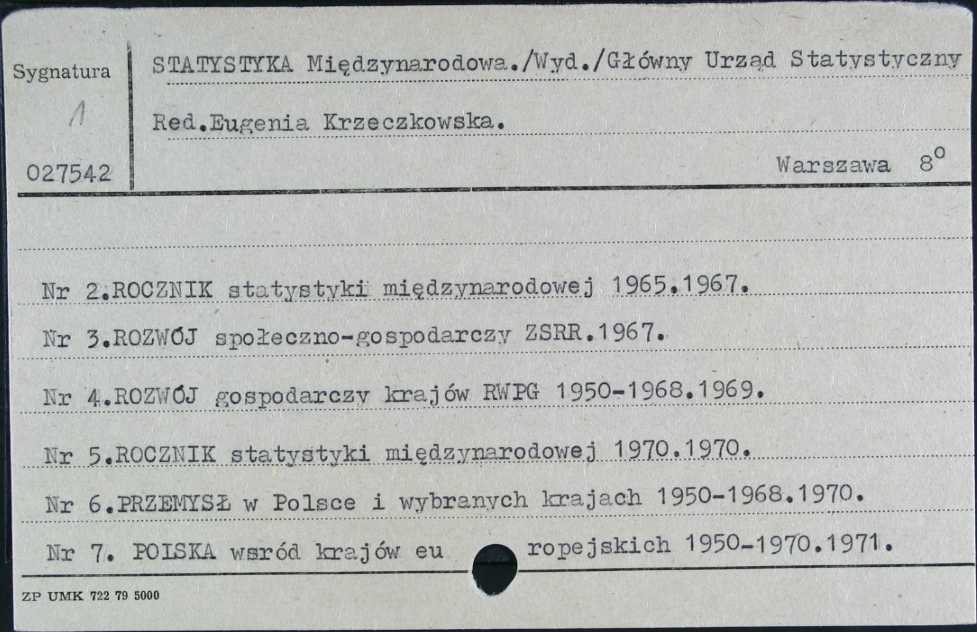 STATYSTYKA Międzynarodowa./Wyd./Główny Urząd Statystyczny
Sygnatura
1
Red.Eugenia Krzeczkowska.
027542
Warszawa 8º
Nr 2.ROCZNIK statystyki międzynarodowej 1965.1967.
Nr 3.ROZWÓJ społeczno-gospodarczy ZSRR.1967.
Nr 4.ROZWÓJ gospodarczy krajów RWPG 1950-1968.1969.
Nr 5.ROCZNIK statystyki międzynarodowej 1970.1970.
Nr 6.PRZEMYSŁ w Polsce i wybranych krajach 1950-1968.1970.
Nr 7. POISKA wsród krajów eu ropejskich 1950-1970.1971.
ZP UMK 722 79 5000